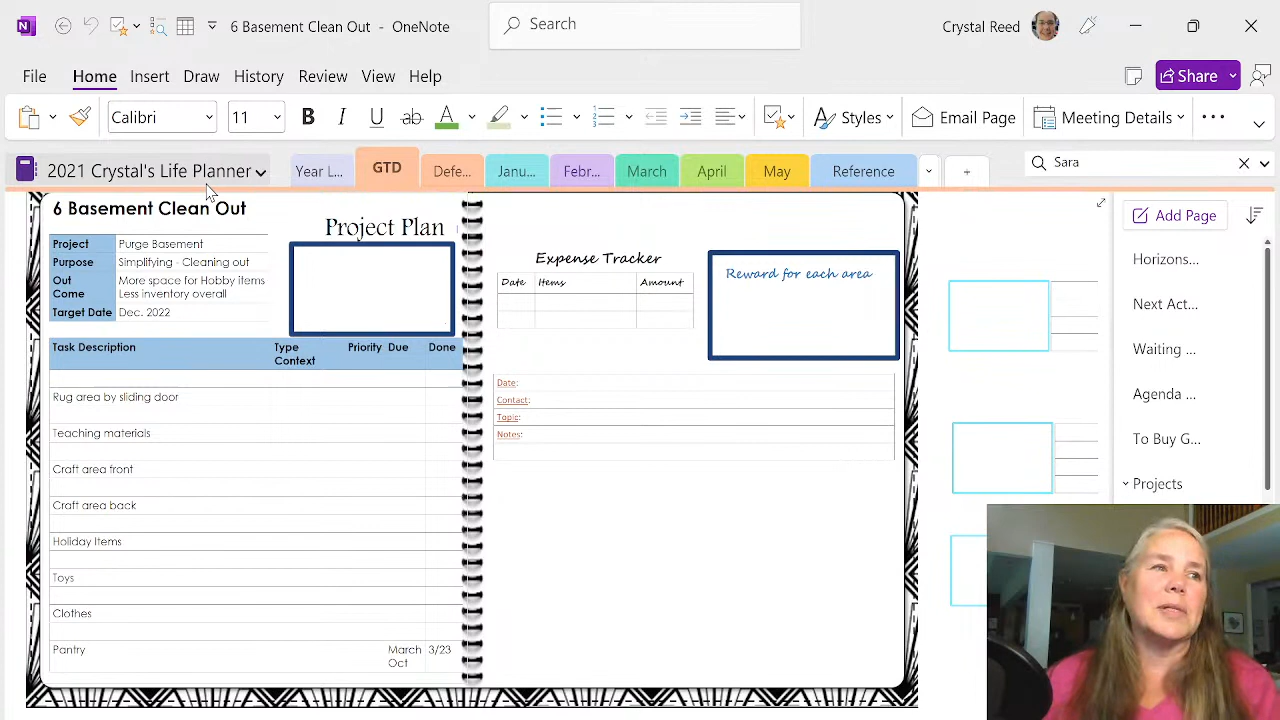 6 Basement Clean Out - OneNote
Search
Crystal Reed
File Home Insert Draw History Review View Help
Share
Calibri 11 B I U ab A Styles Email Page Meeting Details
2021 Crystal's Life Planner
Year L... GTD Defe... Janu... Febr... March April May Reference +
Sara
6 Basement Clean Out
Project Plan
Project Purge Basement
Purpose Simplifying - Cleaning out
Out More space for Hobby items
Come Less inventory overall
Target Date Dec. 2022
Task Description Type Priority Due Done
Context
Rug area by sliding door
Teaching materials
Craft area front
Craft area back
Holiday Items
Toys
Clothes
Pantry March 3/23
Oct
Expense Tracker
Date Items Amount
Reward for each area
Date:
Contact:
Topic:
Notes:
Add Page
Horizons...
Next Act...
Waiting ...
Agenda ...
To Buy G...
Projects